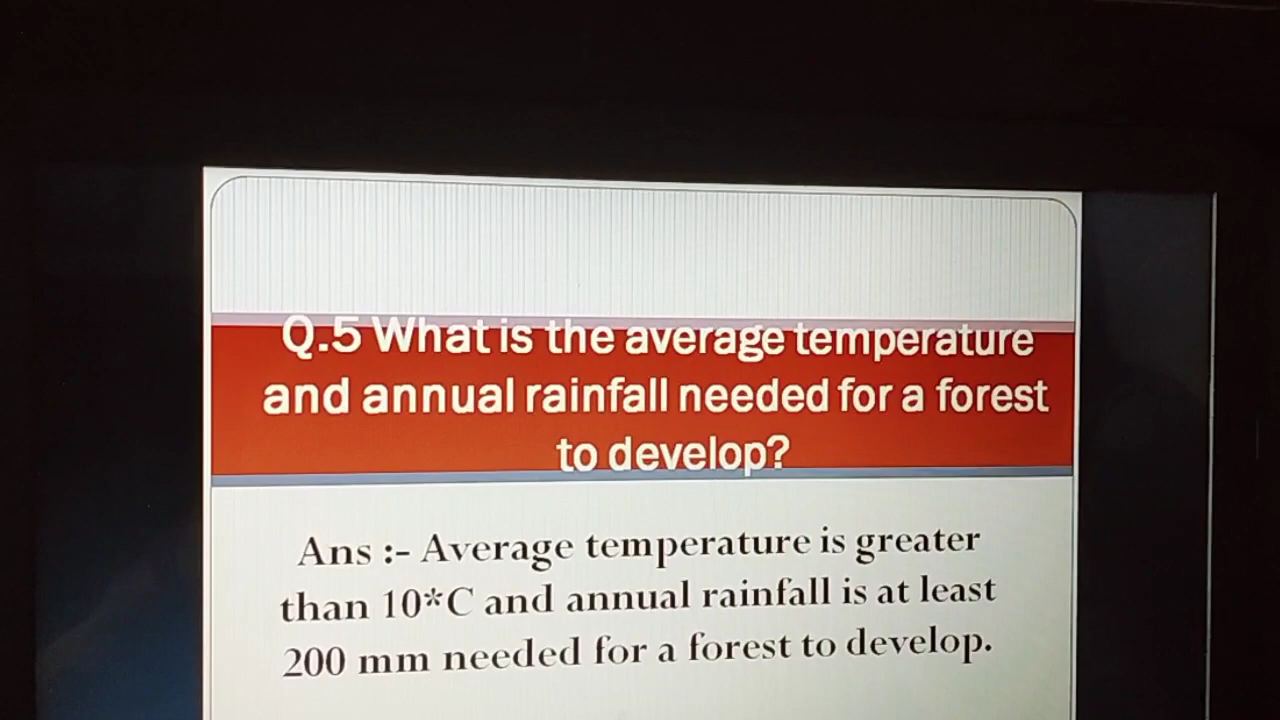 Q.5 What is the average temperature
and annual rainfall needed for a forest
to develop?
Ans :- Average temperature is greater
than 10*C and annual rainfall is at least
200 mm needed for a forest to develop.